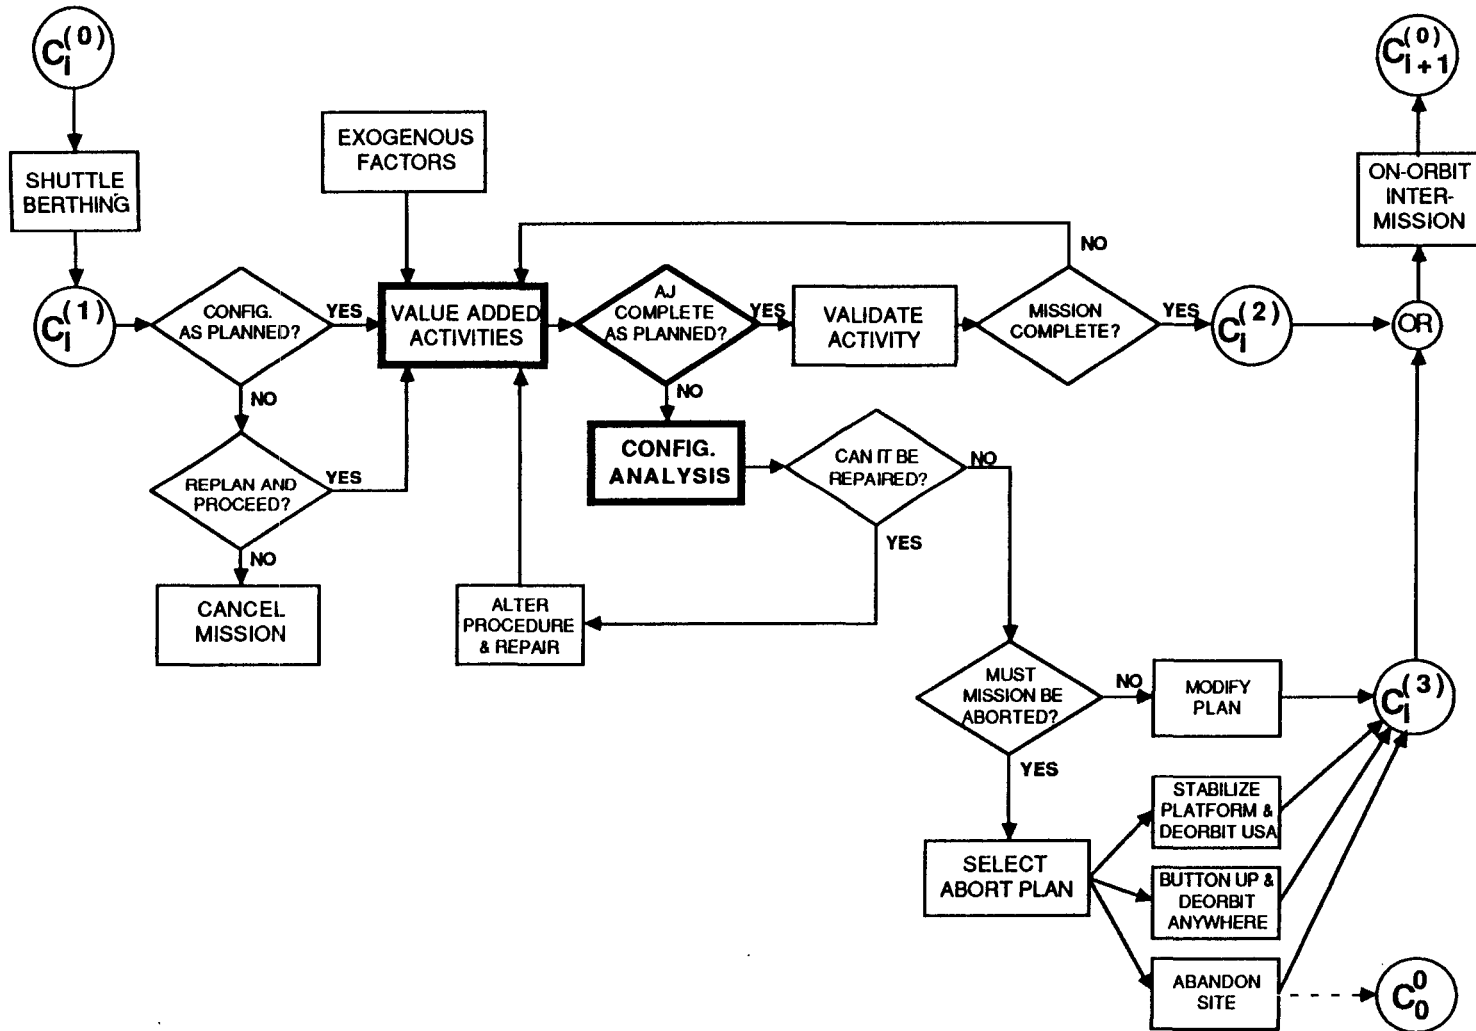 C_i^(0)
SHUTTLE
BERTHING
C_i^(1)
CONFIG.
AS PLANNED?
YES
NO
REPLAN AND
PROCEED?
YES
NO
CANCEL
MISSION
EXOGENOUS
FACTORS
VALUE ADDED
ACTIVITIES
AJ
COMPLETE
AS PLANNED?
YES
NO
VALIDATE
ACTIVITY
MISSION
COMPLETE?
NO
YES
C_i^(2)
OR
ON-ORBIT
INTER-
MISSION
C_i+1^(0)
CONFIG.
ANALYSIS
CAN IT BE
REPAIRED?
NO
YES
ALTER
PROCEDURE
& REPAIR
MUST
MISSION BE
ABORTED?
NO
YES
MODIFY
PLAN
C_i^(3)
SELECT
ABORT PLAN
STABILIZE
PLATFORM &
DEORBIT USA
BUTTON UP &
DEORBIT
ANYWHERE
ABANDON
SITE
C_0^0